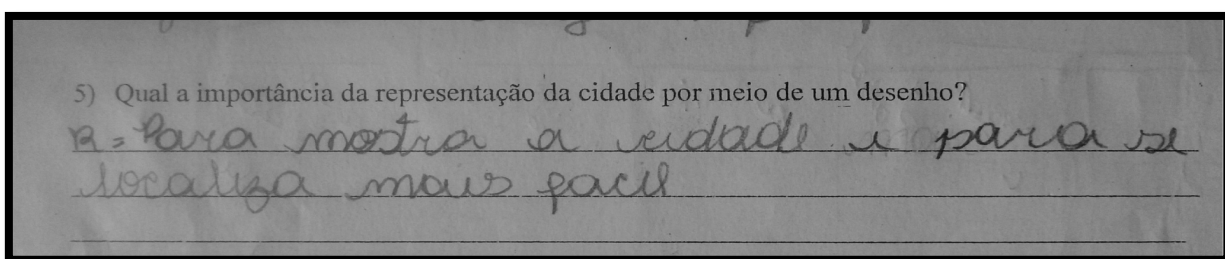 5) Qual a importância da representação da cidade por meio de um desenho?
R = Para mostra a cidade e para se
localiza mais facil